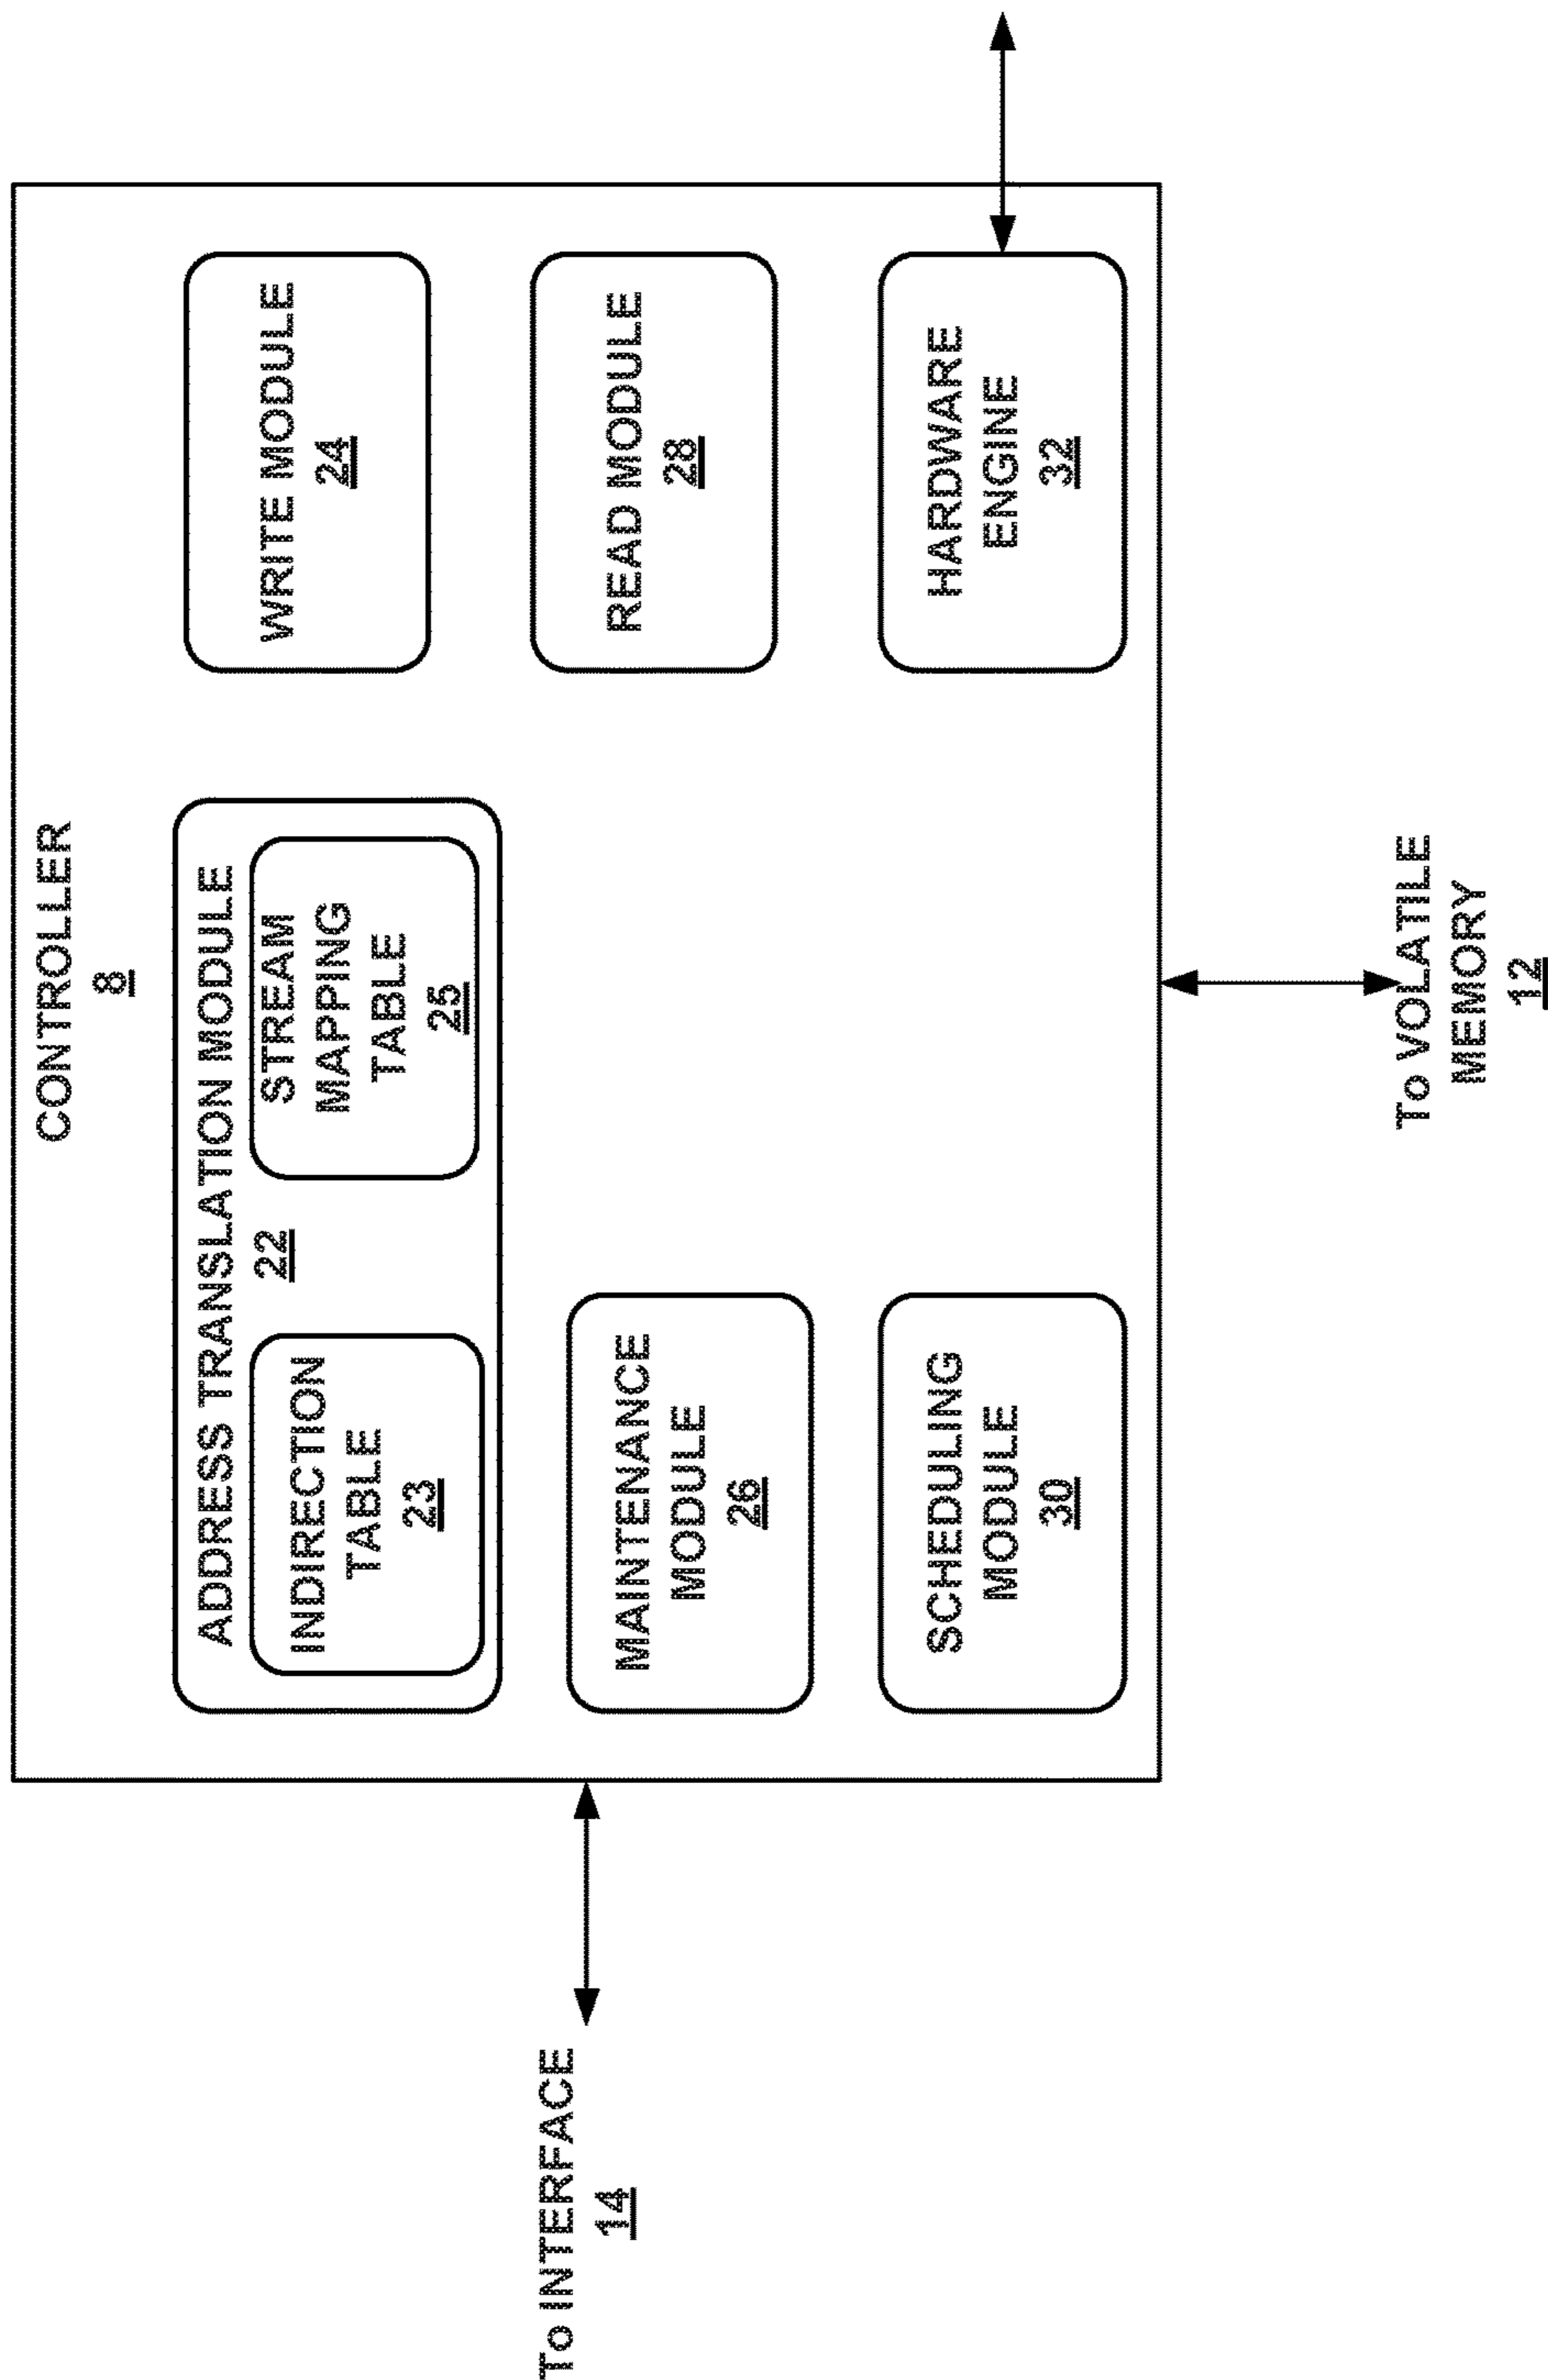 CONTROLLER
8
ADDRESS TRANSLATION MODULE
22
INDIRECTION
TABLE
23
STREAM
MAPPING
TABLE
25
WRITE MODULE
24
MAINTENANCE
MODULE
26
READ MODULE
28
SCHEDULING
MODULE
30
HARDWARE
ENGINE
32
To INTERFACE
14
To VOLATILE
MEMORY
12